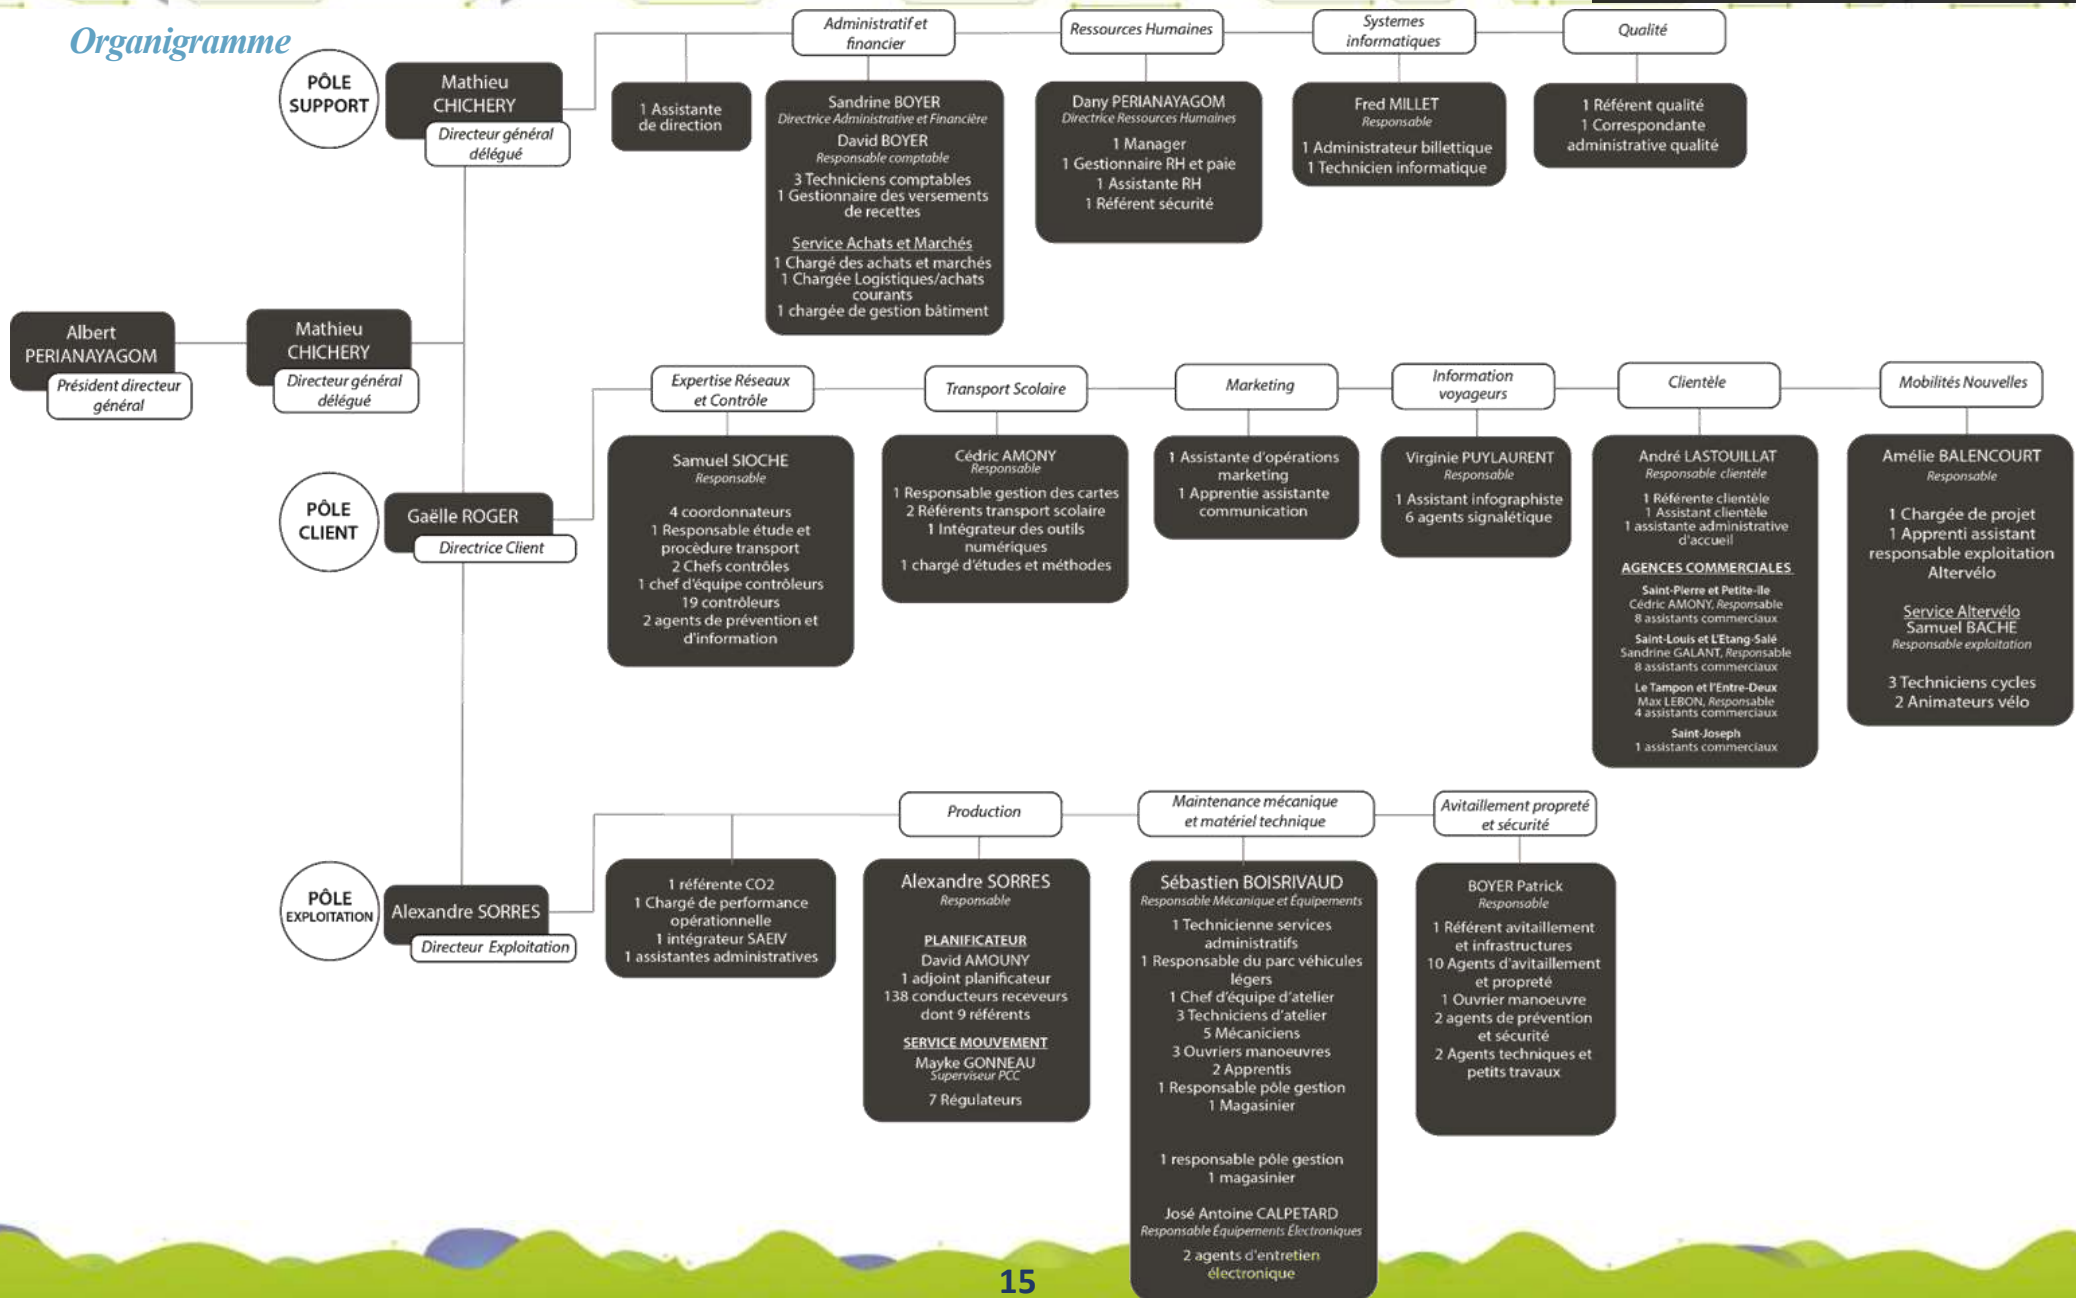 Organigramme
PÔLE
SUPPORT
Mathieu
CHICHERY
Directeur général
délégué
1 Assistante
de direction
Administratif et
financier
Sandrine BOYER
Directrice Administrative et Financière
David BOYER
Responsable comptable
3 Techniciens comptables
1 Gestionnaire des versements
de recettes
Service Achats et Marchés
1 Chargé des achats et marchés
1 Chargée Logistiques/achats
courants
1 chargée de gestion bâtiment
Ressources Humaines
Dany PERIANAYAGOM
Directrice Ressources Humaines
1 Manager
1 Gestionnaire RH et paie
1 Assistante RH
1 Référent sécurité
Systemes
informatiques
Fred MILLET
Responsable
1 Administrateur billettique
1 Technicien informatique
Qualité
1 Référent qualité
1 Correspondante
administrative qualité
Albert
PERIANAYAGOM
Président directeur
général
Mathieu
CHICHERY
Directeur général
délégué
PÔLE
CLIENT
Gaëlle ROGER
Directrice Client
Expertise Réseaux
et Contrôle
Samuel SIOCHE
Responsable
4 coordonnateurs
1 Responsable étude et
procèdure transport
2 Chefs contrôles
1 chef d'équipe contrôleurs
19 contrôleurs
2 agents de prévention et
d'information
Transport Scolaire
Cédric AMONY
Responsable
1 Responsable gestion des cartes
2 Référents transport scolaire
1 Intégrateur des outils
numériques
1 chargé d'études et méthodes
Marketing
1 Assistante d'opérations
marketing
1 Apprentie assistante
communication
Information
voyageurs
Virginie PUYLAURENT
Responsable
1 Assistant infographiste
6 agents signalétique
Clientèle
André LASTOUILLAT
Responsable clientèle
1 Référente clientèle
1 Assistant clientèle
1 assistante administrative
d'accueil
AGENCES COMMERCIALES
Saint-Pierre et Petite-Ile
Cédric AMONY, Responsable
8 assistants commerciaux
Saint-Louis et L'Etang-Salé
Sandrine GALANT, Responsable
8 assistants commerciaux
Le Tampon et l'Entre-Deux
Max LEBON, Responsable
4 assistants commerciaux
Saint-Joseph
1 assistants commerciaux
Mobilités Nouvelles
Amélie BALENCOURT
Responsable
1 Chargée de projet
1 Apprenti assistant
responsable exploitation
Altervélo
Service Altervélo
Samuel BACHE
Responsable exploitation
3 Techniciens cycles
2 Animateurs vélo
PÔLE
EXPLOITATION
Alexandre SORRES
Directeur Exploitation
1 référente CO2
1 Chargé de performance
opérationnelle
1 intégrateur SAEIV
1 assistantes administratives
Production
Alexandre SORRES
Responsable
PLANIFICATEUR
David AMOUNY
1 adjoint planificateur
138 conducteurs receveurs
dont 9 référents
SERVICE MOUVEMENT
Mayke GONNEAU
Superviseur PCC
7 Régulateurs
Maintenance mécanique
et matériel technique
Sébastien BOISRIVAUD
Responsable Mécanique et Équipements
1 Technicienne services
administratifs
1 Responsable du parc véhicules
légers
1 Chef d'équipe d'atelier
3 Techniciens d'atelier
5 Mécaniciens
3 Ouvriers manoeuvres
2 Apprentis
1 Responsable pôle gestion
1 Magasinier
1 responsable pôle gestion
1 magasinier
José Antoine CALPETARD
Responsable Équipements Électroniques
2 agents d'entretien
électronique
Avitaillement propreté
et sécurité
BOYER Patrick
Responsable
1 Référent avitaillement
et infrastructures
10 Agents d'avitaillement
et propreté
1 Ouvrier manoeuvre
2 agents de prévention
et sécurité
2 Agents techniques et
petits travaux
15